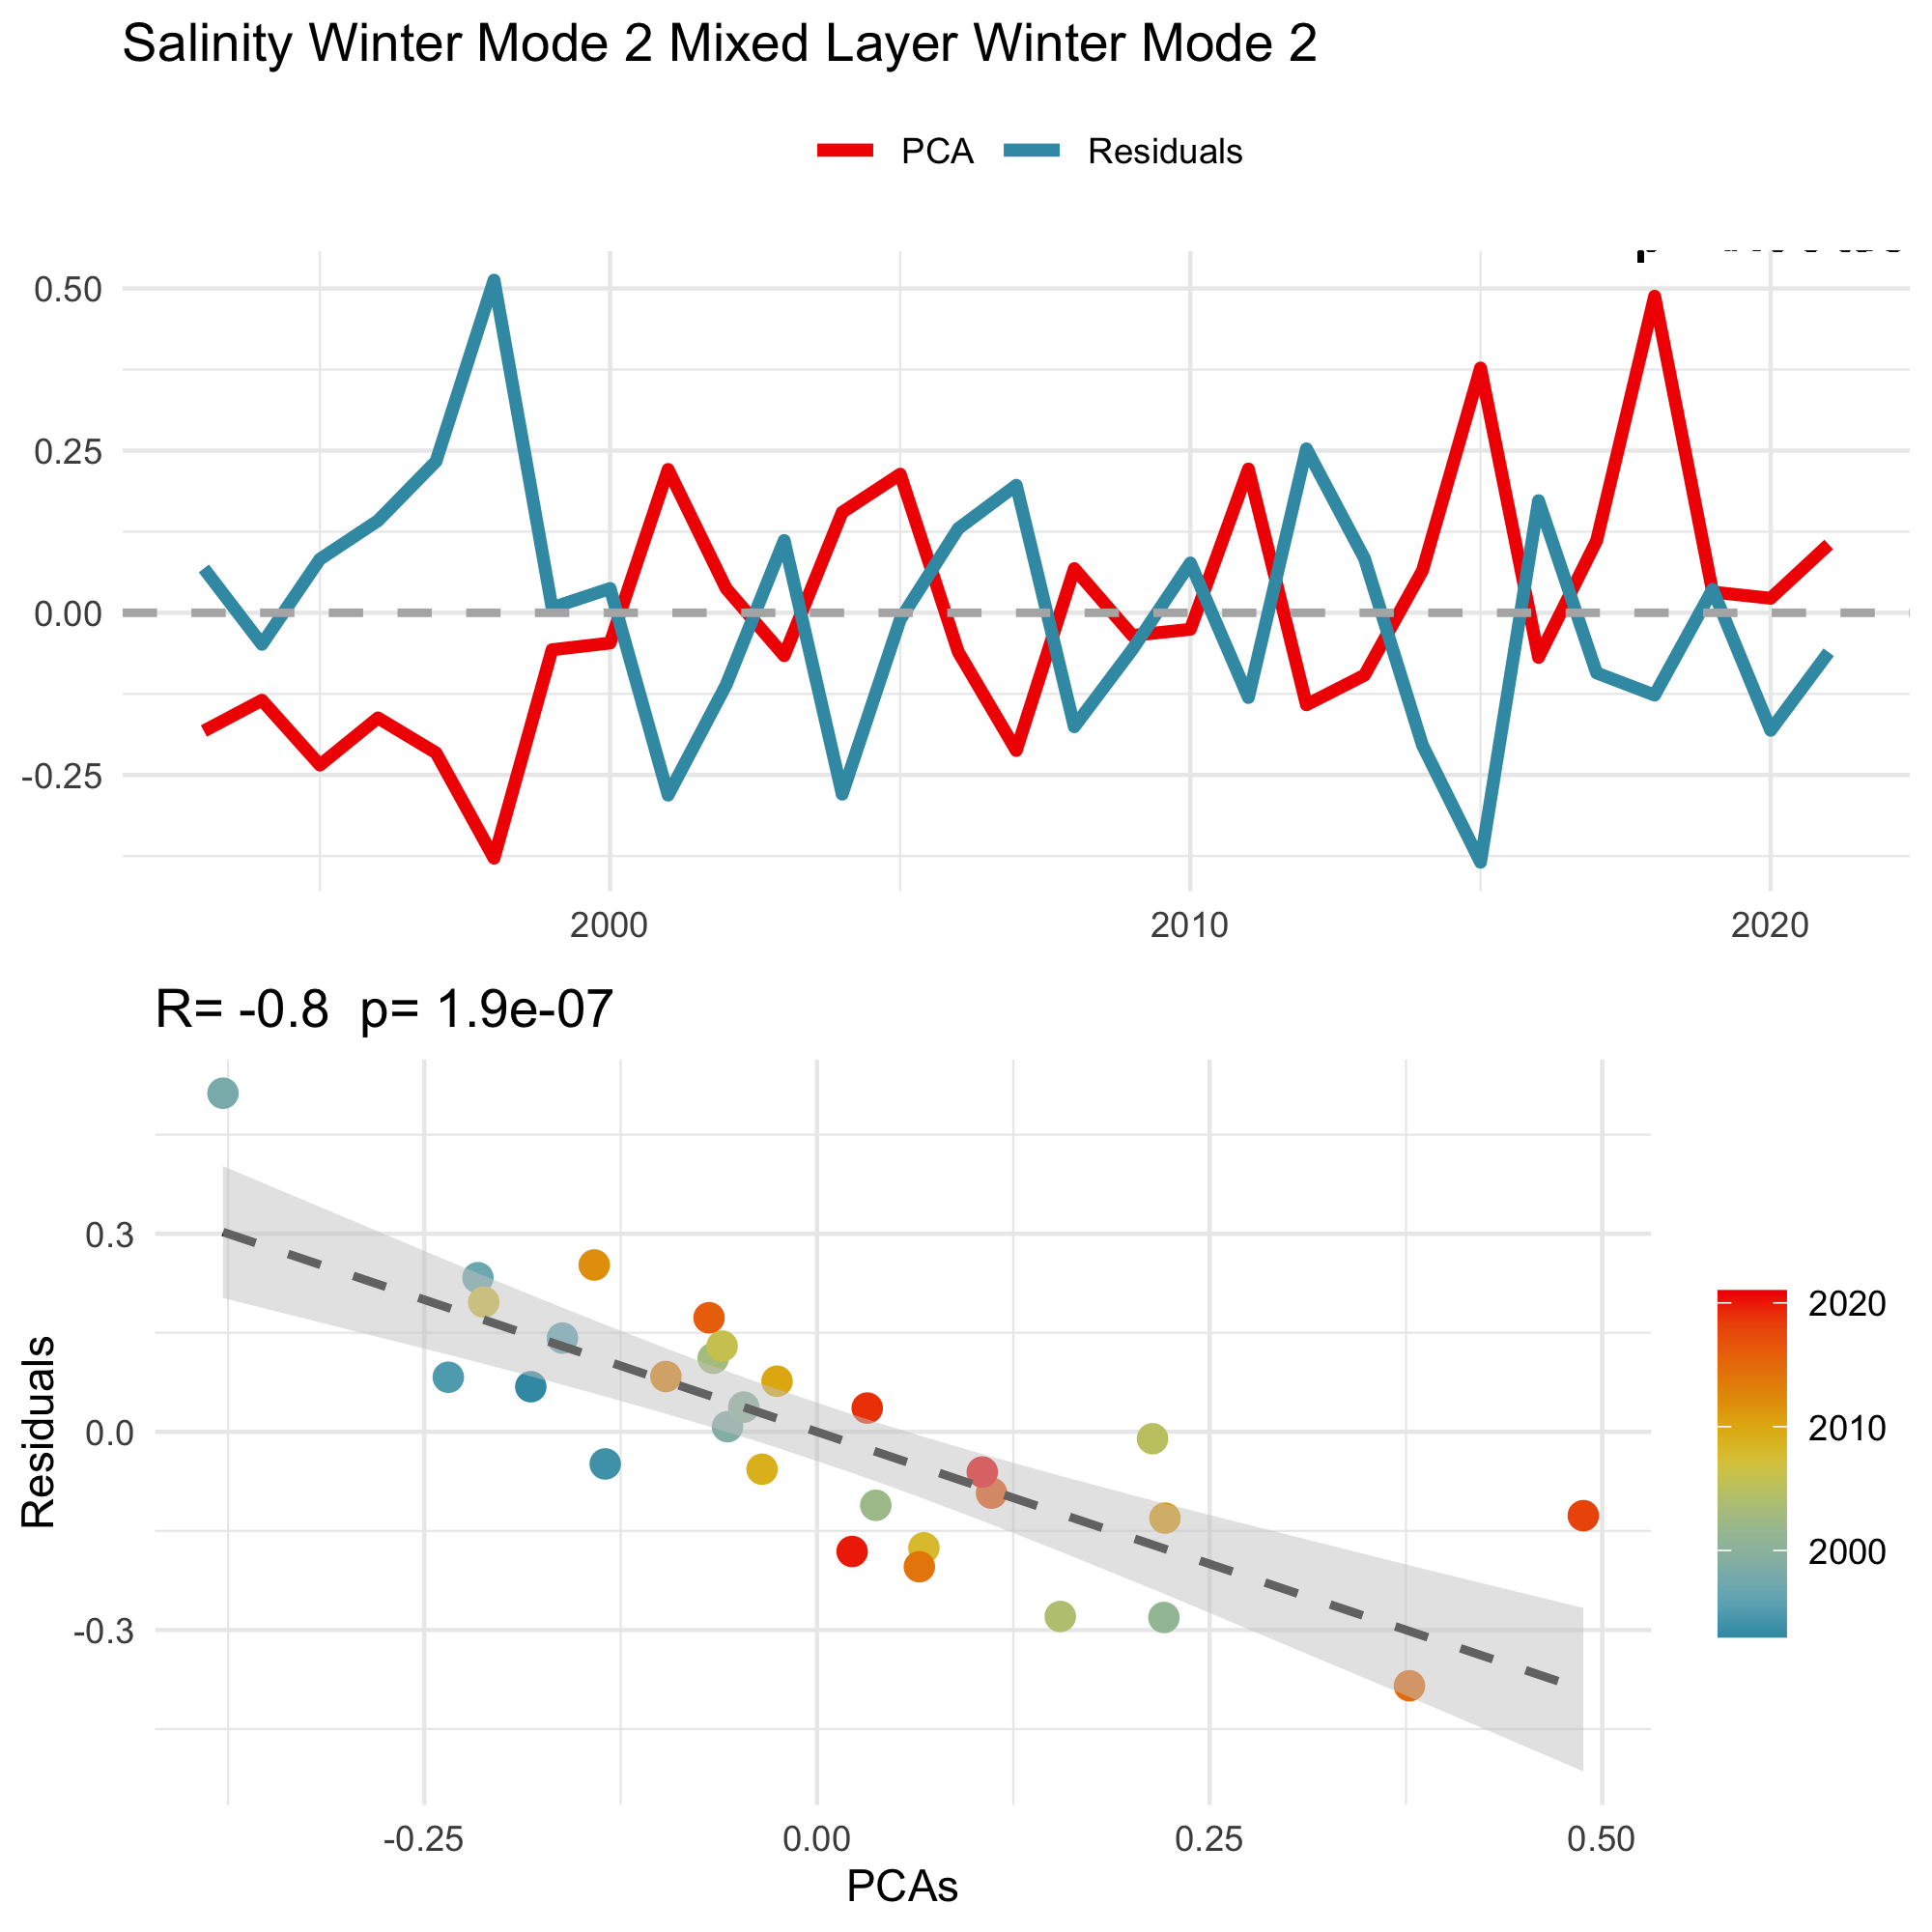 Salinity Winter Mode 2 Mixed Layer Winter Mode 2
PCA Residuals
0.50
0.25
0.00
-0.25
2000 2010 2020
R= -0.8 p= 1.9e-07
Residuals
0.3
0.0
-0.3
-0.25 0.00 0.25 0.50
PCAs
2020
2010
2000